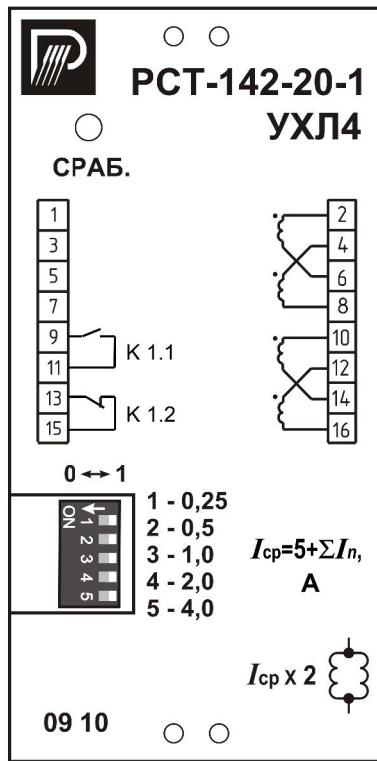 РСТ-142-20-1
УХЛ4
СРАБ.
1
3
5
7
9
11
13
15
K 1.1
K 1.2
2
4
6
8
10
12
14
16
0 ↔ 1
ON
1
2
3
4
5
1 - 0,25
2 - 0,5
3 - 1,0
4 - 2,0
5 - 4,0
Iср=5+ΣIn,
А
Iср х 2
09 10